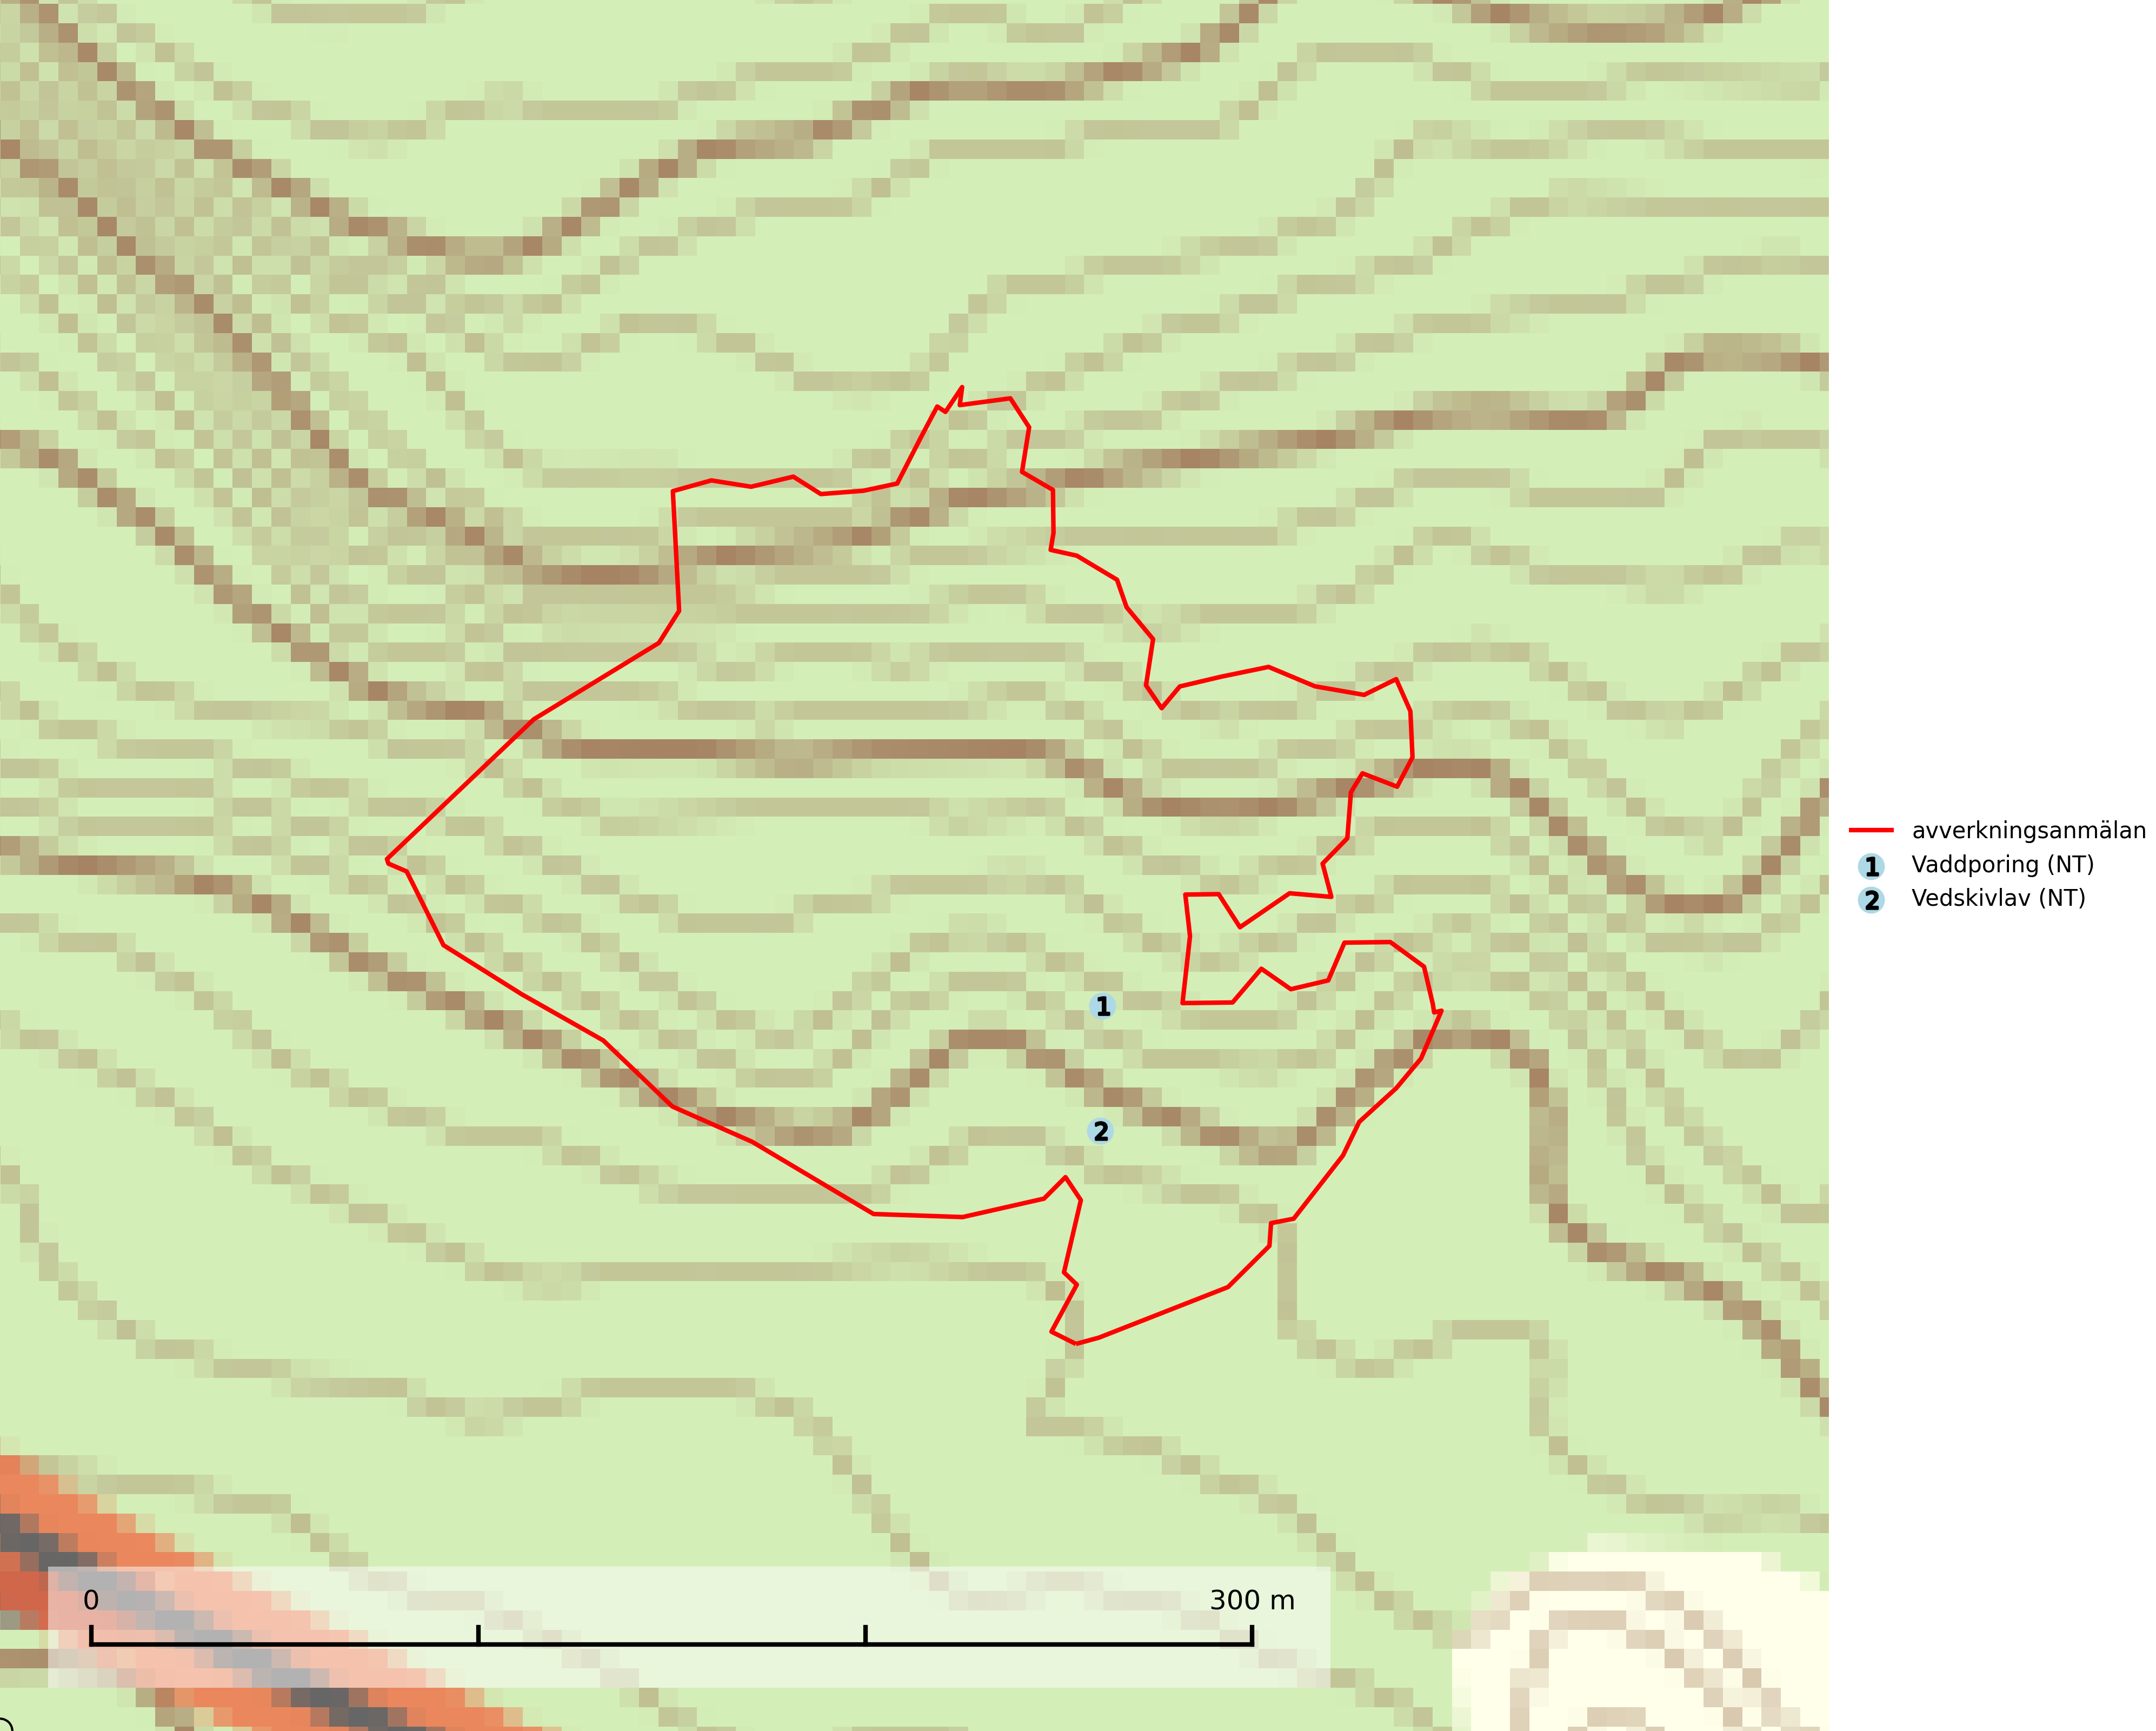 1
2
avverkningsanmälan
1 Vaddporing (NT)
2 Vedskivlav (NT)
0 300 m